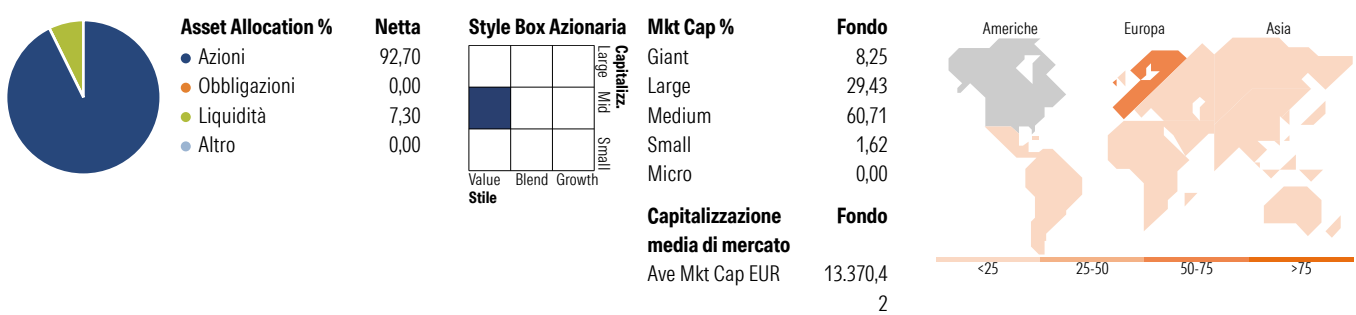 Asset Allocation % Netta
Azioni 92,70
Obbligazioni 0,00
Liquidità 7,30
Altro 0,00
Style Box Azionaria
Capitalizz.
Large Mid Small
Value Blend Growth
Stile
Mkt Cap % Fondo
Giant 8,25
Large 29,43
Medium 60,71
Small 1,62
Micro 0,00
Capitalizzazione Fondo
media di mercato
Ave Mkt Cap EUR 13.370,4
2
Americhe Europa Asia
<25 25-50 50-75 >75